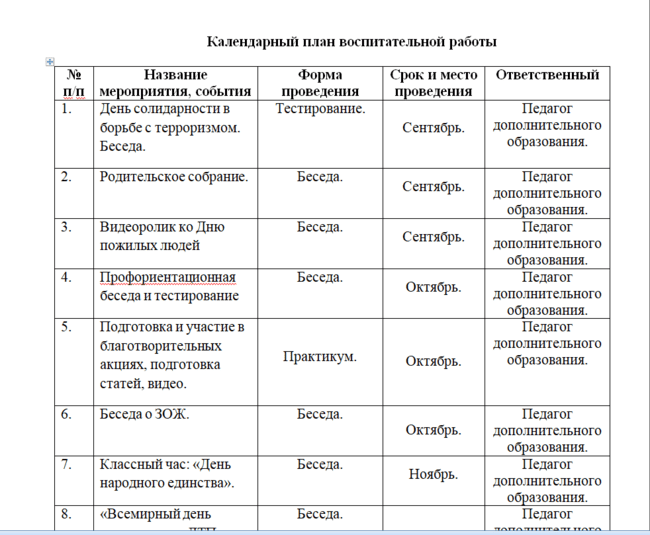 Календарный план воспитательной работы
№ п/п Название мероприятия, события Форма проведения Срок и место проведения Ответственный
1. День солидарности в борьбе с терроризмом. Беседа. Тестирование. Сентябрь. Педагог дополнительного образования.
2. Родительское собрание. Беседа. Сентябрь. Педагог дополнительного образования.
3. Видеоролик ко Дню пожилых людей Беседа. Сентябрь. Педагог дополнительного образования.
4. Профориентационная беседа и тестирование Беседа. Октябрь. Педагог дополнительного образования.
5. Подготовка и участие в благотворительных акциях, подготовка статей, видео. Практикум. Октябрь. Педагог дополнительного образования.
6. Беседа о ЗОЖ. Беседа. Октябрь. Педагог дополнительного образования.
7. Классный час: «День народного единства». Беседа. Ноябрь. Педагог дополнительного образования.
8. «Всемирный день Беседа. Педагог